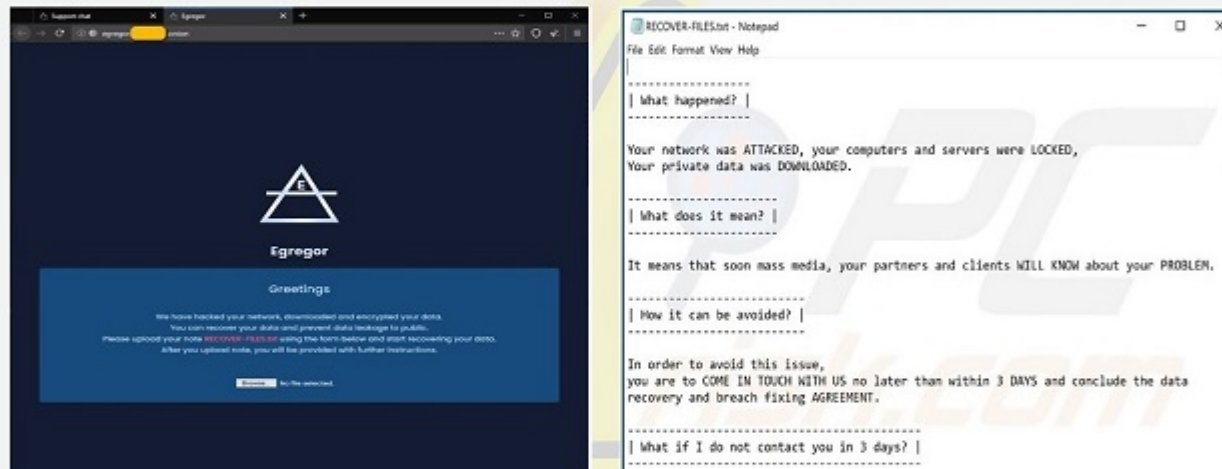 Support chat
Egregor
egregor
onion
E
Egregor
Greetings
We have hacked your network, downloaded and encrypted your data.
You can recover your data and prevent data leakage to public.
Please upload your note RECOVER-FILES.txt using the form below and start recovering your data.
After you upload note, you will be provided with further instructions.
Browse... No file selected.
RECOVER-FILES.txt - Notepad
File Edit Format View Help
------------------
| What happened? |
------------------
Your network was ATTACKED, your computers and servers were LOCKED,
Your private data was DOWNLOADED.
----------------------
| What does it mean? |
----------------------
It means that soon mass media, your partners and clients WILL KNOW about your PROBLEM.
--------------------------
| How it can be avoided? |
--------------------------
In order to avoid this issue,
you are to COME IN TOUCH WITH US no later than within 3 DAYS and conclude the data
recovery and breach fixing AGREEMENT.
-------------------------------------------
| What if I do not contact you in 3 days? |
-------------------------------------------
PC
.com